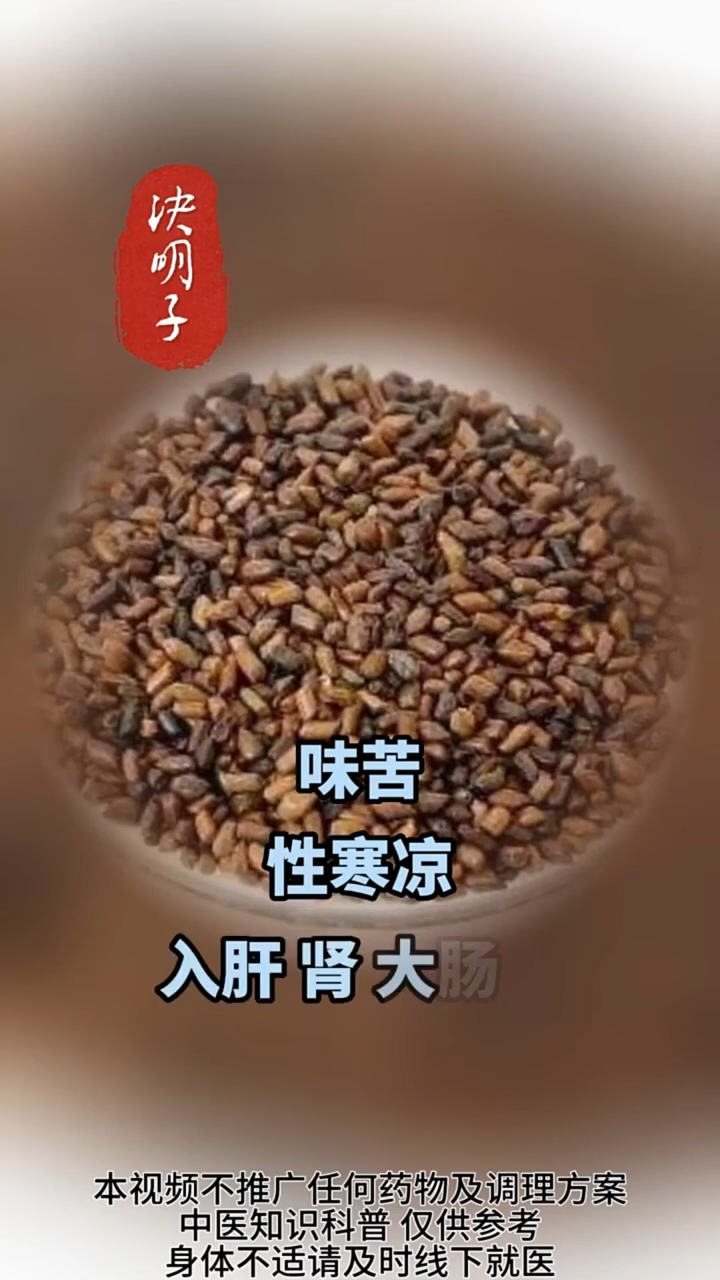 决明子
味苦
性寒凉
入肝 肾 大肠
本视频不推广任何药物及调理方案
中医知识科普 仅供参考
身体不适请及时线下就医